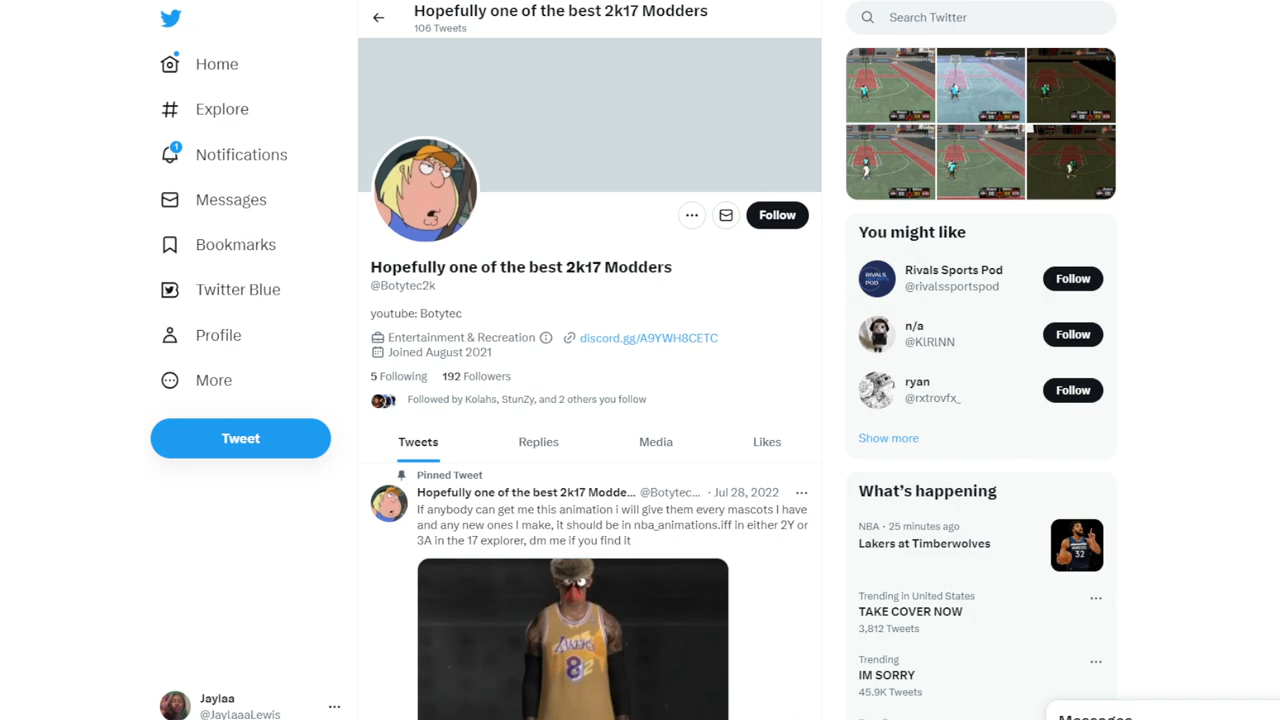 Home
Explore
1
Notifications
Messages
Bookmarks
Twitter Blue
Profile
More
Tweet
Jaylaa
@JaylaaaLewis
Hopefully one of the best 2k17 Modders
106 Tweets
Follow
Hopefully one of the best 2k17 Modders
@Botytec2k
youtube: Botytec
Entertainment & Recreation discord.gg/A9YWH8CETC
Joined August 2021
5 Following 192 Followers
Followed by Kolahs, StunZy, and 2 others you follow
Tweets Replies Media Likes
Pinned Tweet
Hopefully one of the best 2k17 Modde... @Botytec... · Jul 28, 2022
If anybody can get me this animation i will give them every mascots I have
and any new ones I make, it should be in nba_animations.iff in either 2Y or
3A in the 17 explorer, dm me if you find it
LAKERS
8
Search Twitter
You might like
RIVALS
POD
Rivals Sports Pod
@rivalssportspod
Follow
n/a
@KlRlNN
Follow
ryan
@rxtrovfx_
Follow
Show more
What's happening
NBA · 25 minutes ago
Lakers at Timberwolves
32
Trending in United States
TAKE COVER NOW
3,812 Tweets
Trending
IM SORRY
45.9K Tweets
Messages